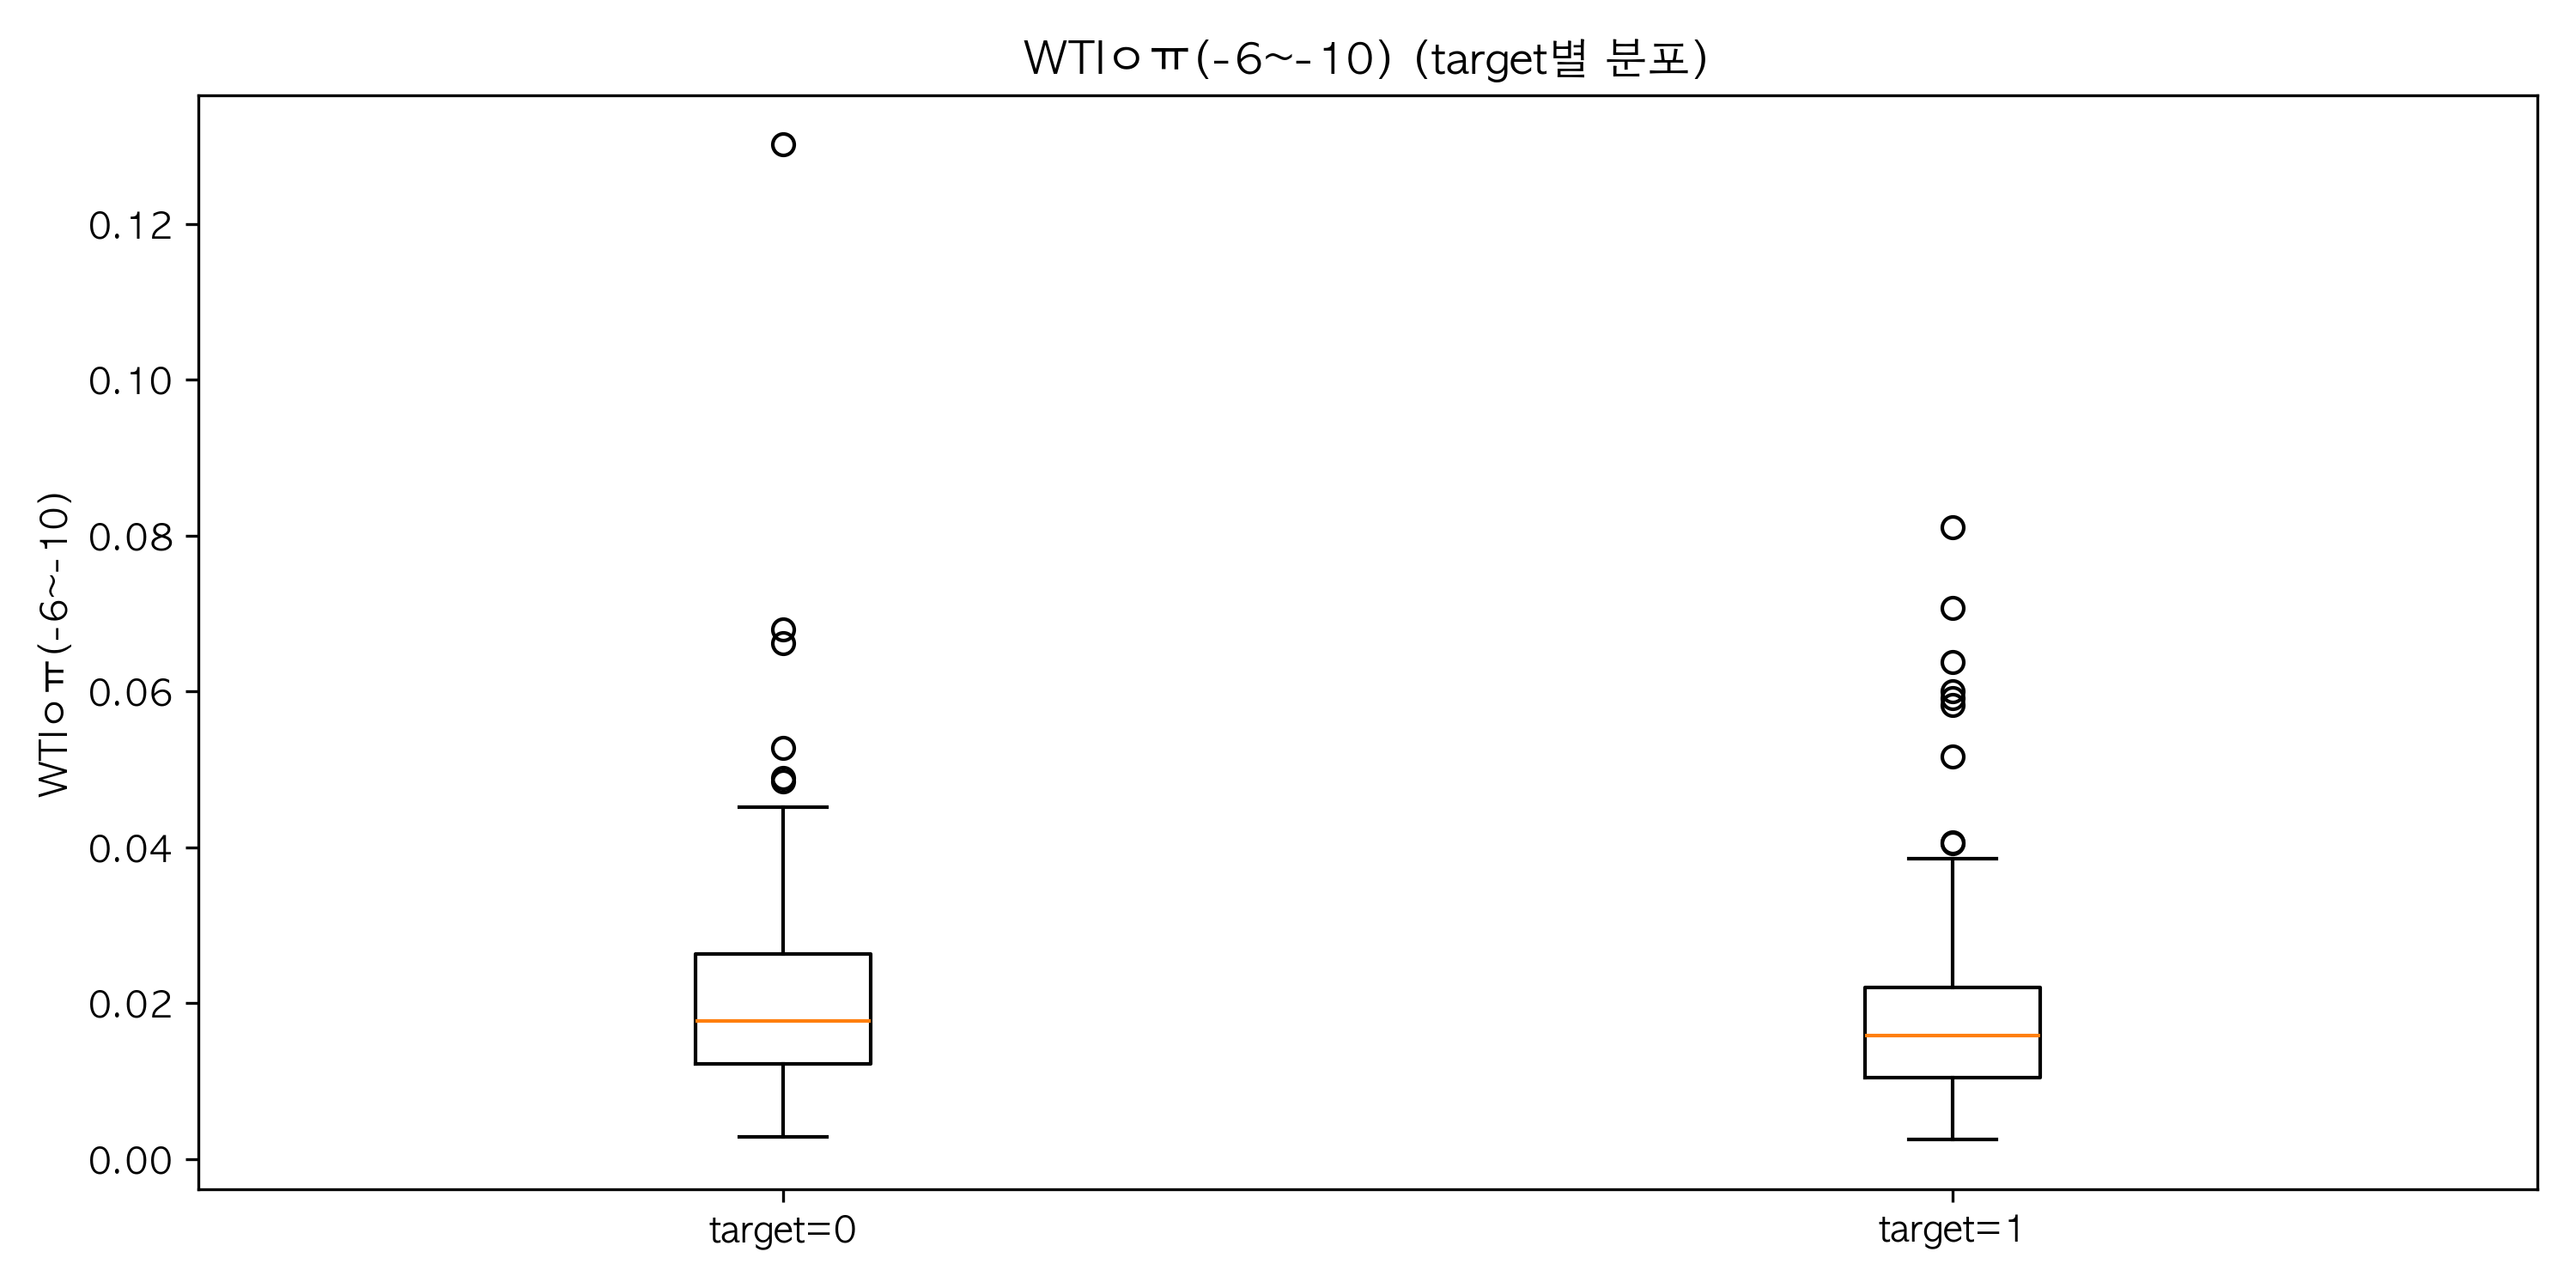 WTIㅇㅠ(-6~-10) (target별 분포)
WTIㅇㅠ(-6~-10)
0.12
0.10
0.08
0.06
0.04
0.02
0.00
target=0
target=1